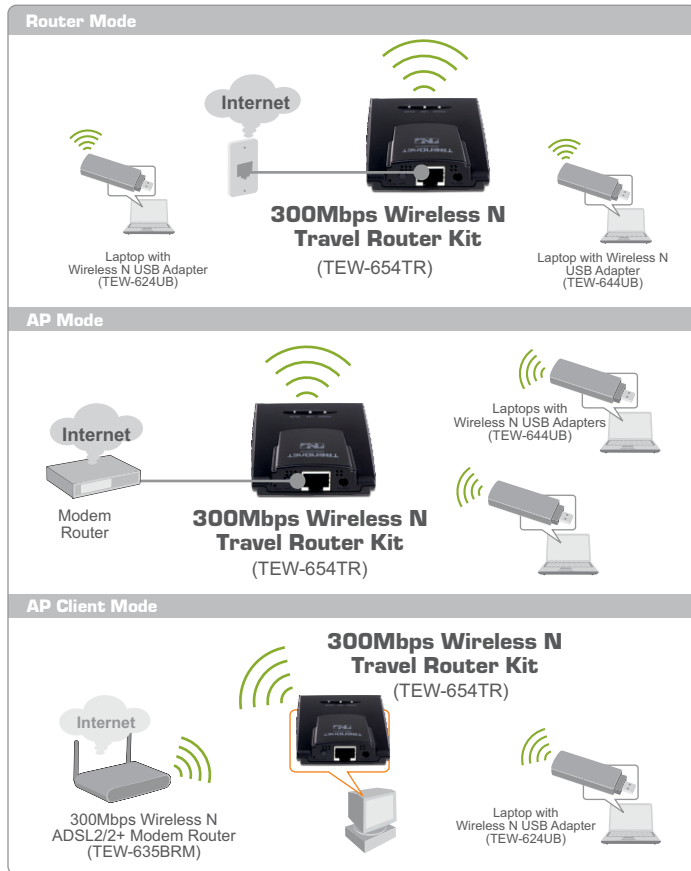 Router Mode
Internet
TRENDNET
300Mbps Wireless N
Travel Router Kit
(TEW-654TR)
Laptop with
Wireless N USB Adapter
(TEW-624UB)
Laptop with Wireless N
USB Adapter
(TEW-644UB)
AP Mode
Internet
Modem
Router
TRENDNET
300Mbps Wireless N
Travel Router Kit
(TEW-654TR)
Laptops with
Wireless N USB Adapters
(TEW-644UB)
AP Client Mode
300Mbps Wireless N
Travel Router Kit
(TEW-654TR)
TRENDNET
Internet
300Mbps Wireless N
ADSL2/2+ Modem Router
(TEW-635BRM)
Laptop with
Wireless N USB Adapter
(TEW-624UB)